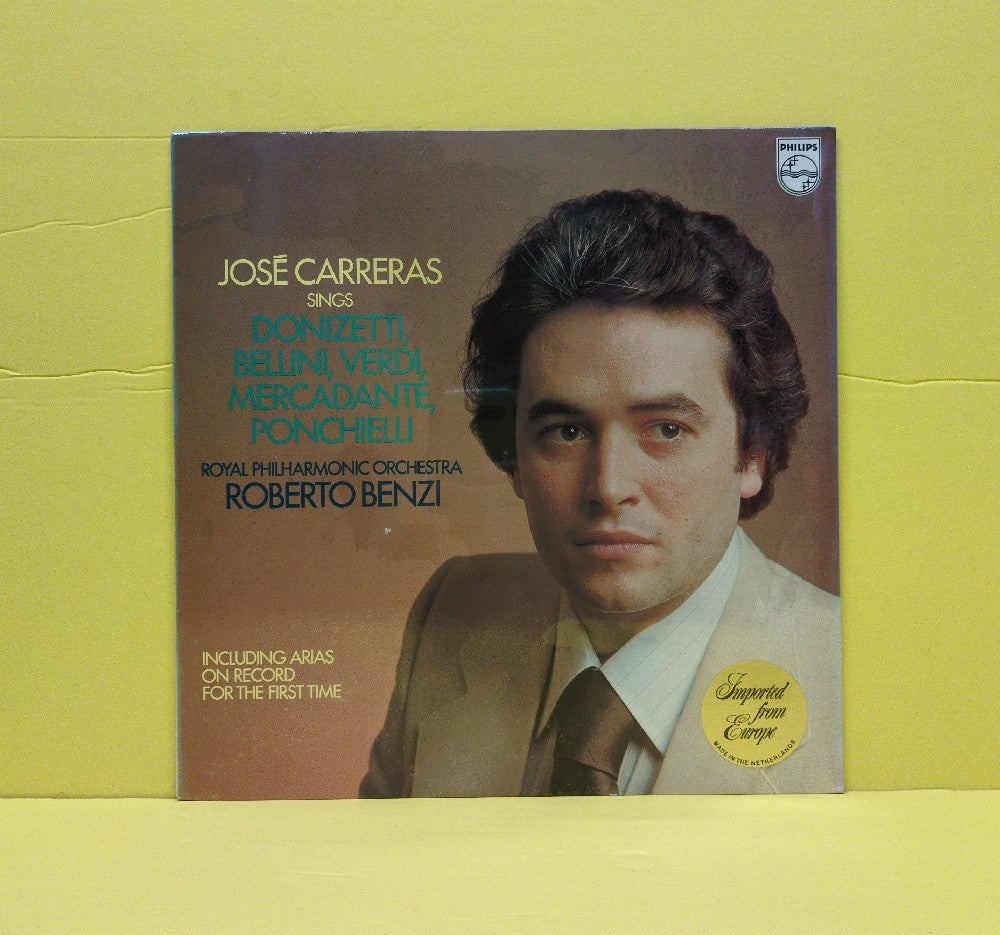 PHILIPS
JOSÉ CARRERAS
SINGS
DONIZETTI,
BELLINI, VERDI,
MERCADANTE,
PONCHIELLI
ROYAL PHILHARMONIC ORCHESTRA
ROBERTO BENZI
INCLUDING ARIAS
ON RECORD
FOR THE FIRST TIME
Imported
from
Europe
MADE IN THE NETHERLANDS